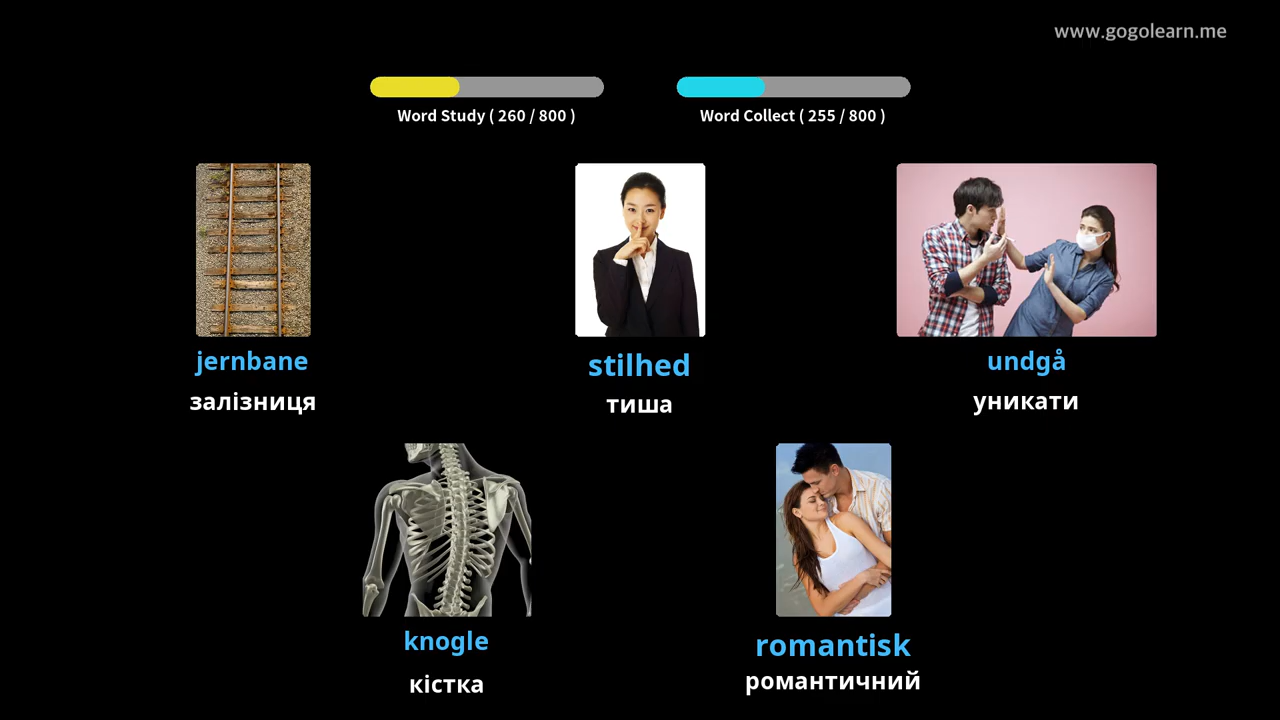 www.gogolearn.me
Word Study ( 260 / 800 )
Word Collect ( 255 / 800 )
jernbane
залізниця
stilhed
тиша
undgå
уникати
knogle
кістка
romantisk
романтичний